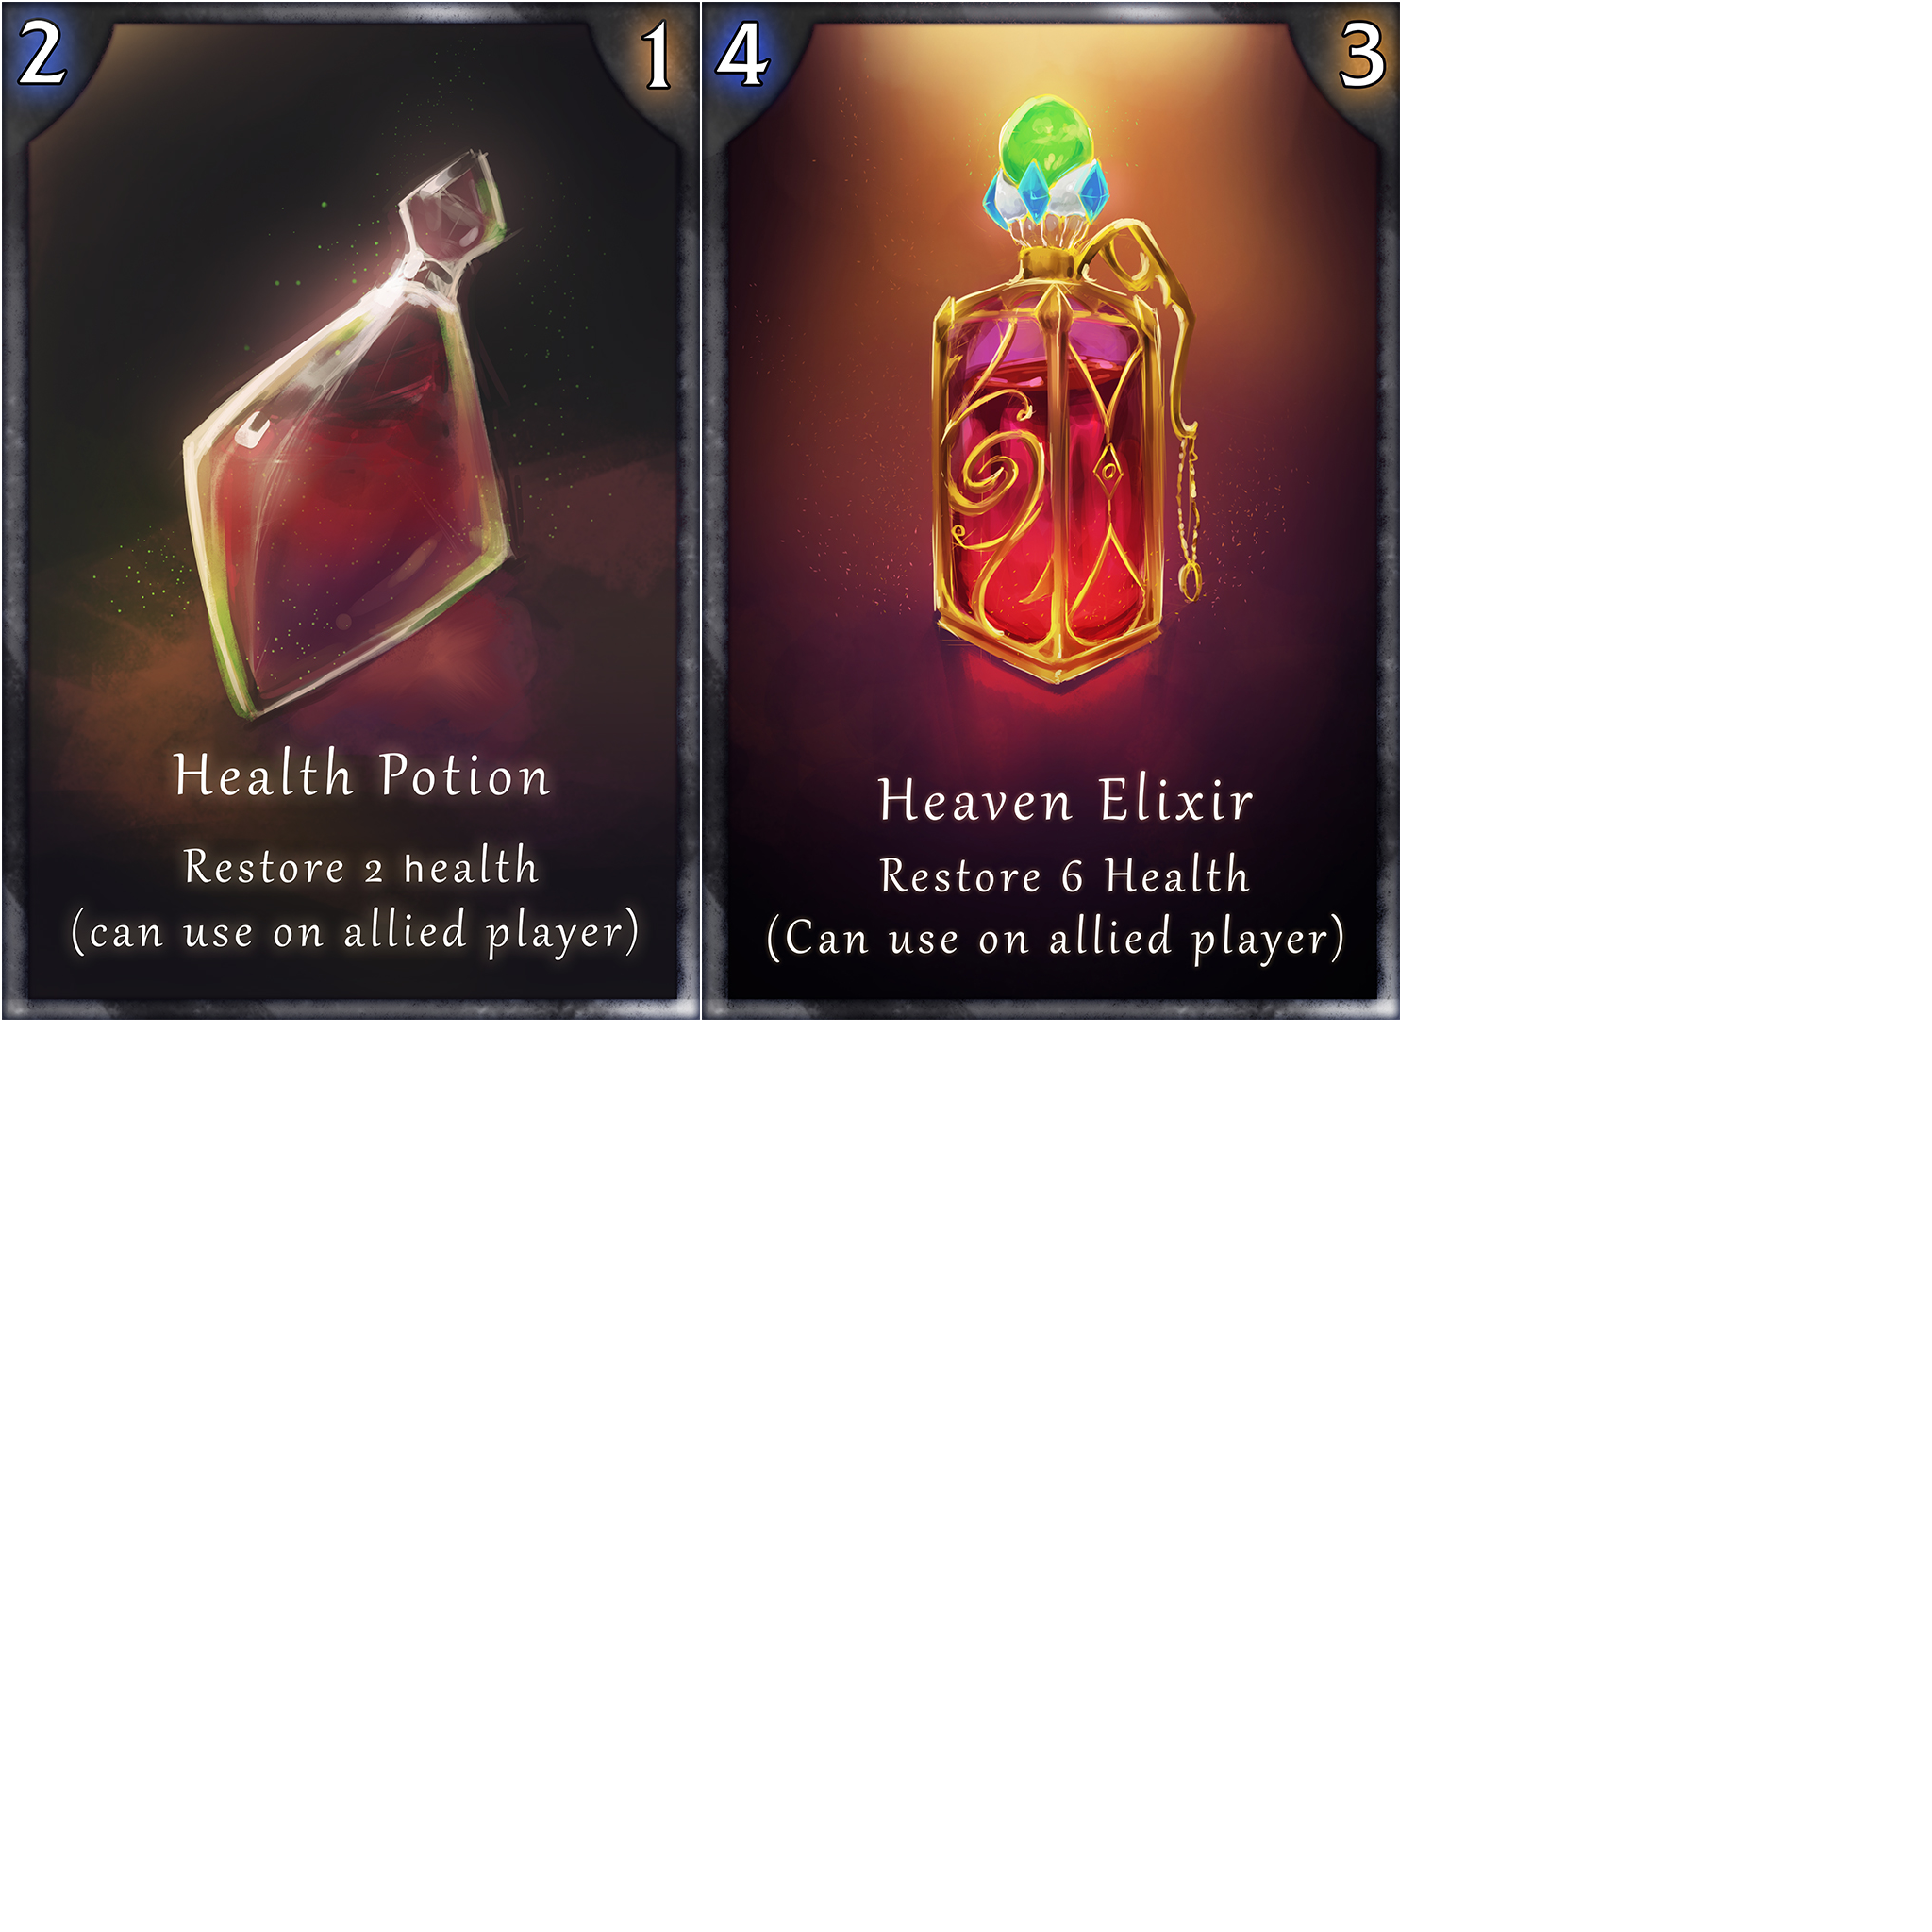 2
1
Health Potion
Restore 2 health
(can use on allied player)
4
3
Heaven Elixir
Restore 6 Health
(Can use on allied player)